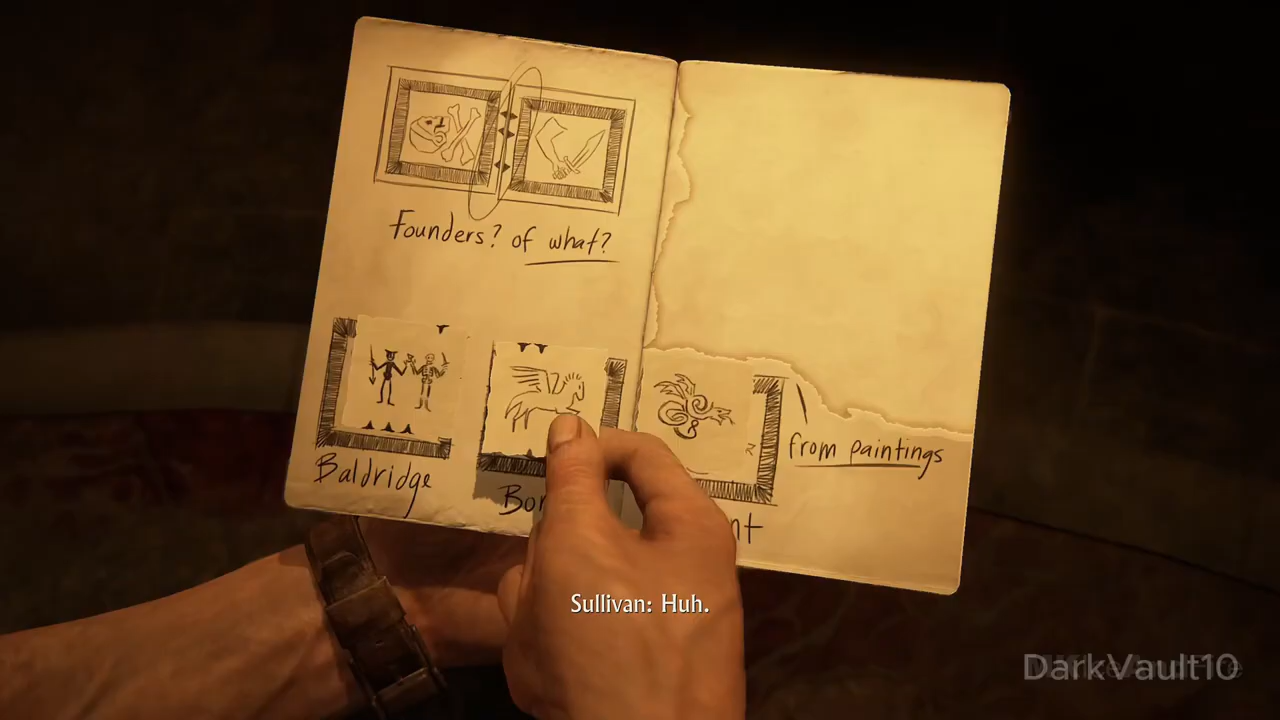 Founders? of what?
from paintings
Baldridge
Sullivan: Huh.
DarkVault10